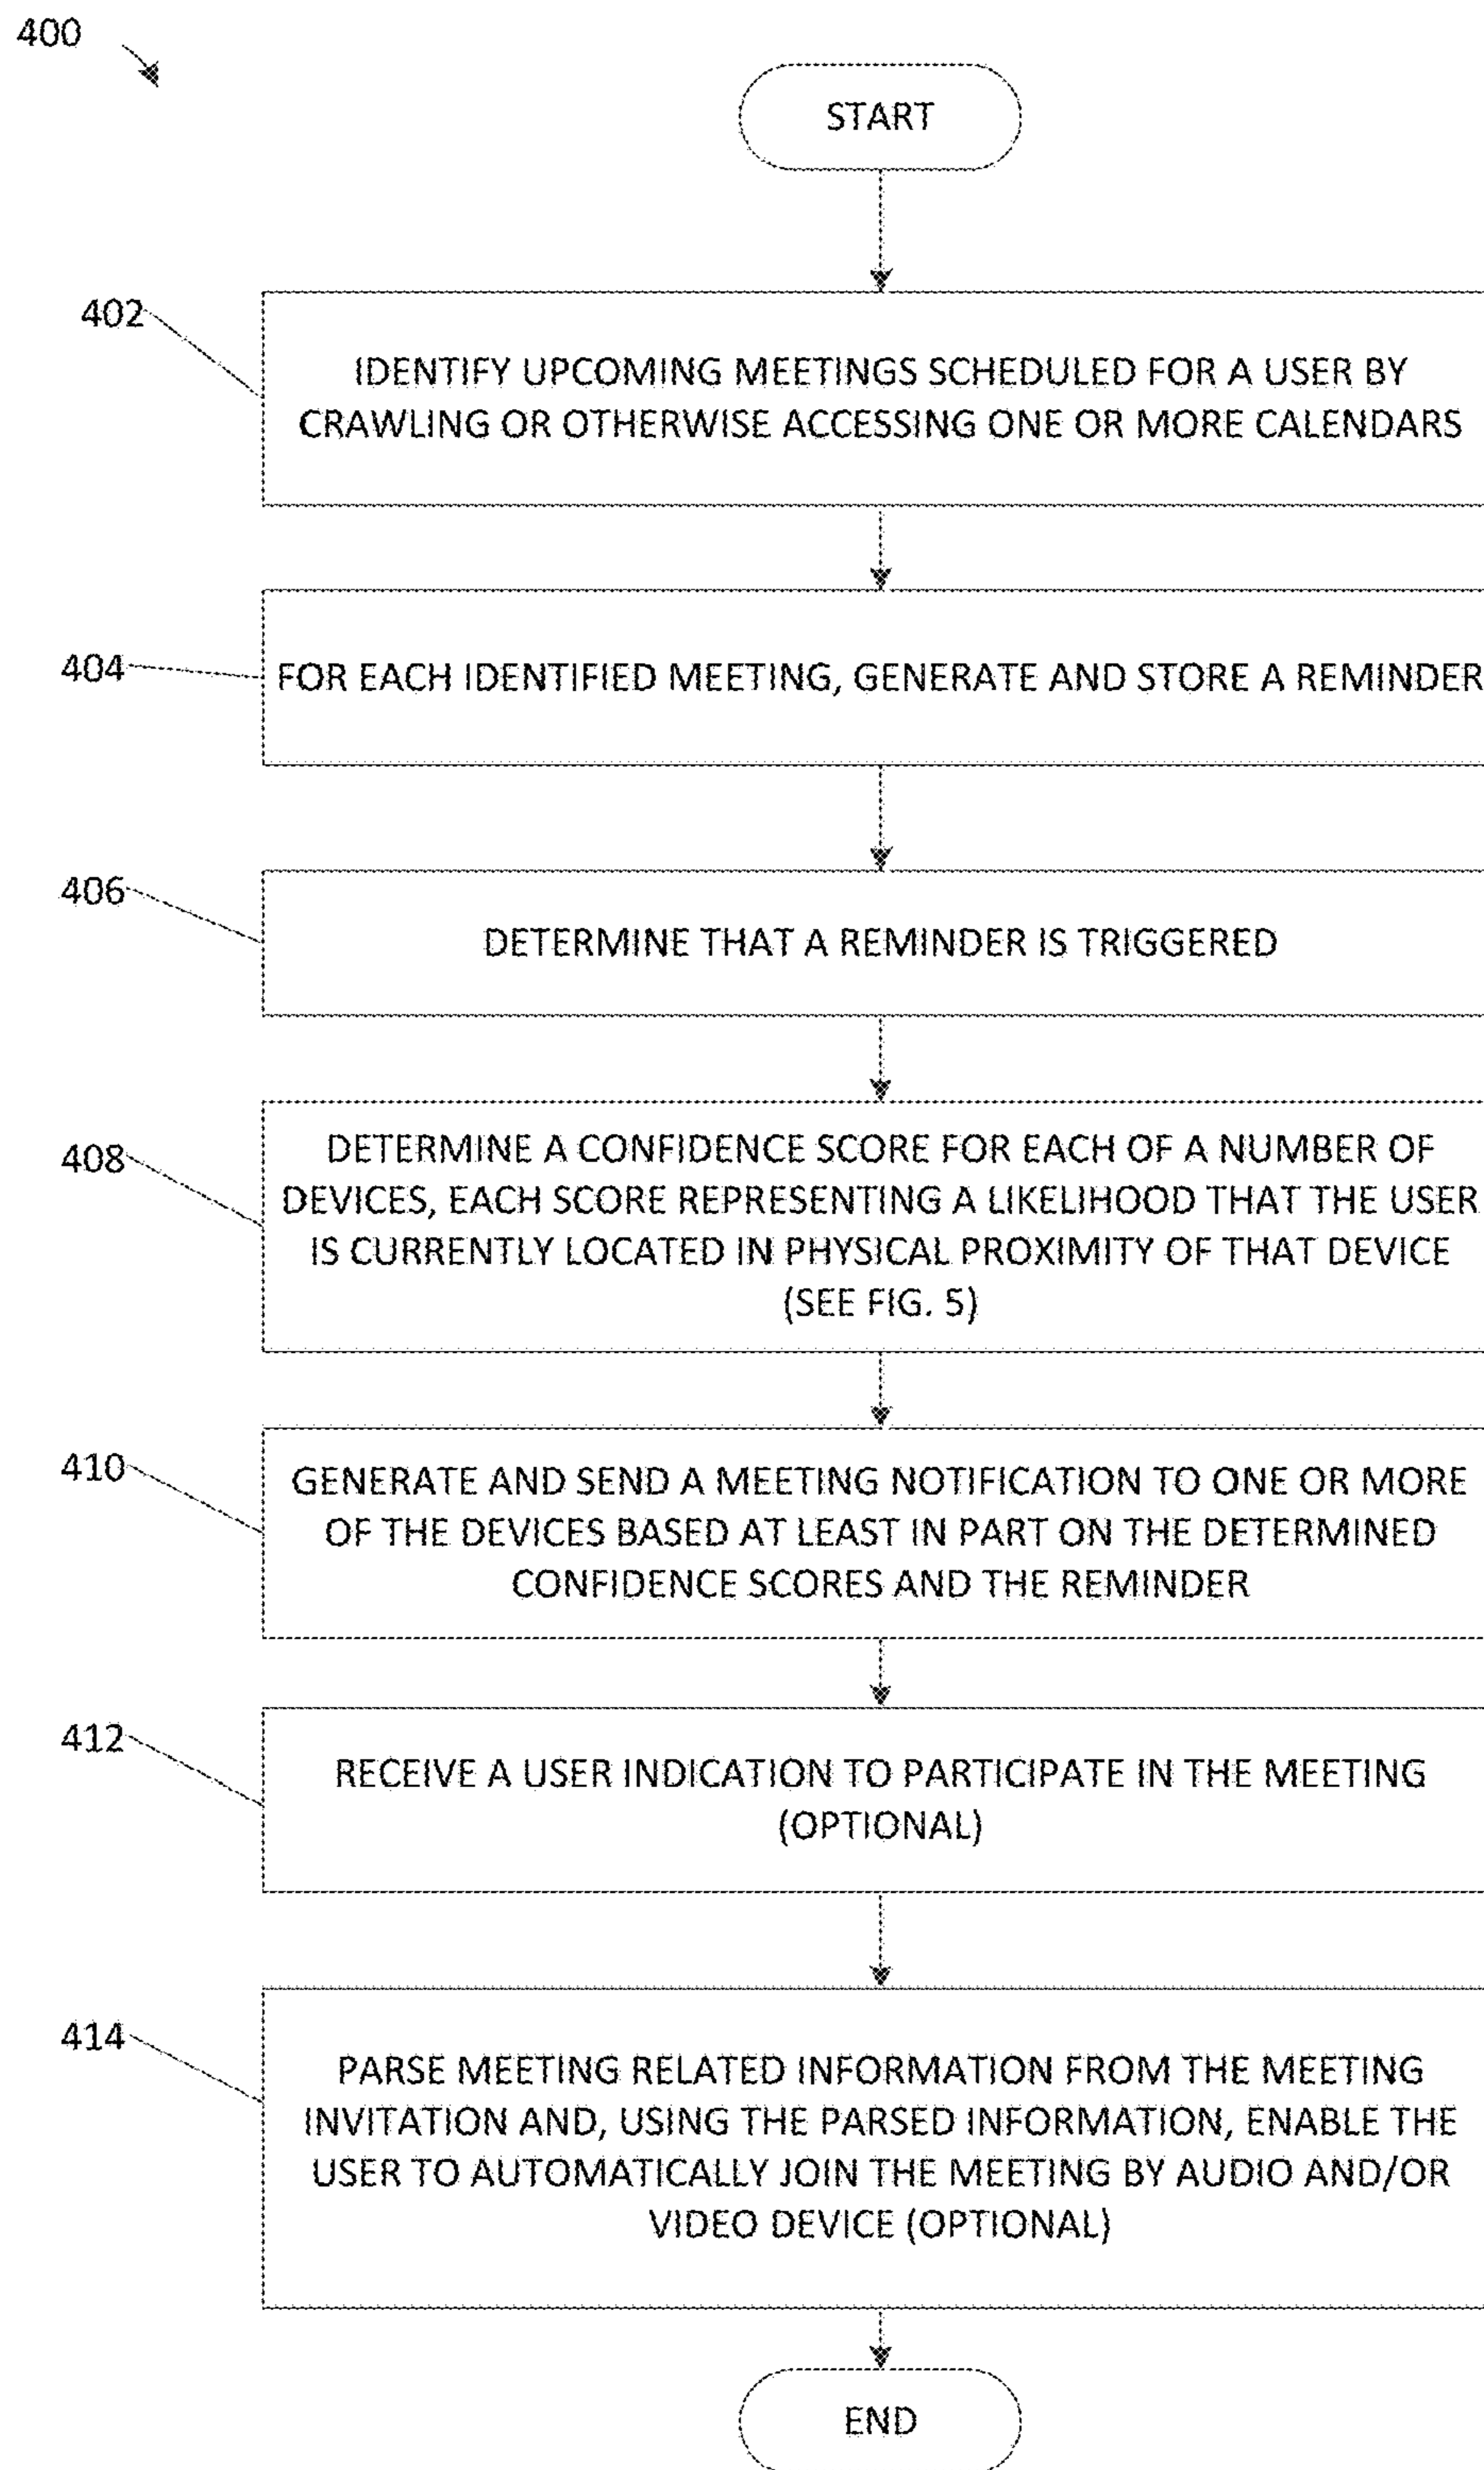 400
START
402
IDENTIFY UPCOMING MEETINGS SCHEDULED FOR A USER BY
CRAWLING OR OTHERWISE ACCESSING ONE OR MORE CALENDARS
404
FOR EACH IDENTIFIED MEETING, GENERATE AND STORE A REMINDER
406
DETERMINE THAT A REMINDER IS TRIGGERED
408
DETERMINE A CONFIDENCE SCORE FOR EACH OF A NUMBER OF
DEVICES, EACH SCORE REPRESENTING A LIKELIHOOD THAT THE USER
IS CURRENTLY LOCATED IN PHYSICAL PROXIMITY OF THAT DEVICE
(SEE FIG. 5)
410
GENERATE AND SEND A MEETING NOTIFICATION TO ONE OR MORE
OF THE DEVICES BASED AT LEAST IN PART ON THE DETERMINED
CONFIDENCE SCORES AND THE REMINDER
412
RECEIVE A USER INDICATION TO PARTICIPATE IN THE MEETING
(OPTIONAL)
414
PARSE MEETING RELATED INFORMATION FROM THE MEETING
INVITATION AND, USING THE PARSED INFORMATION, ENABLE THE
USER TO AUTOMATICALLY JOIN THE MEETING BY AUDIO AND/OR
VIDEO DEVICE (OPTIONAL)
END